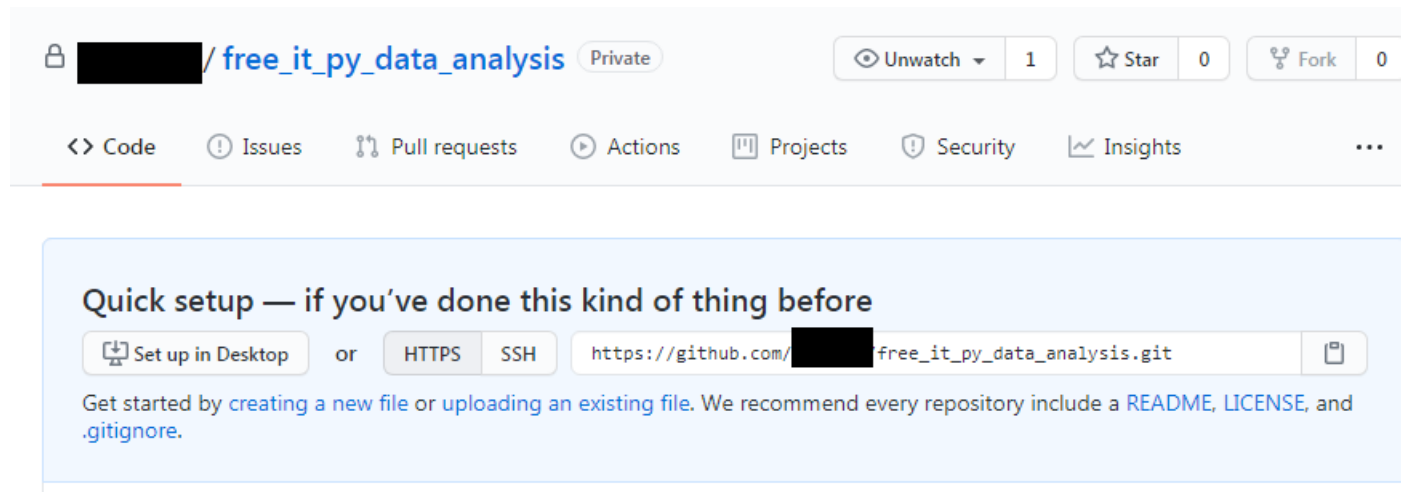 / free_it_py_data_analysis Private Unwatch 1 Star 0 Fork 0
<> Code Issues Pull requests Actions Projects Security Insights ...
Quick setup — if you've done this kind of thing before
Set up in Desktop or HTTPS SSH https://github.com/ /free_it_py_data_analysis.git
Get started by creating a new file or uploading an existing file. We recommend every repository include a README, LICENSE, and
.gitignore.